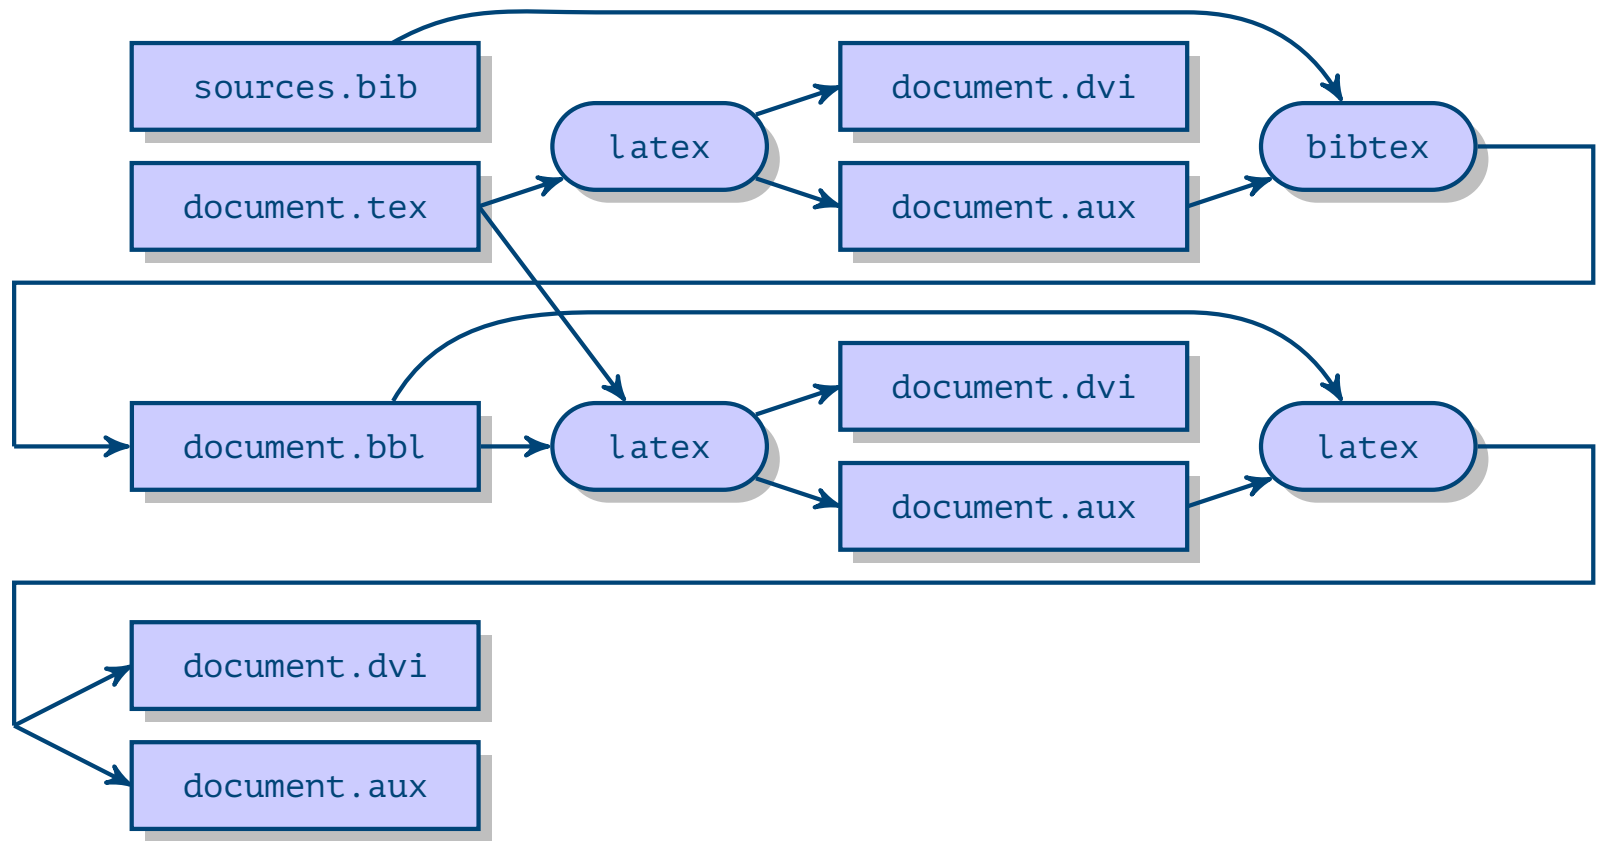 sources.bib
document.tex
latex
document.dvi
document.aux
bibtex
document.bbl
latex
document.dvi
document.aux
latex
document.dvi
document.aux